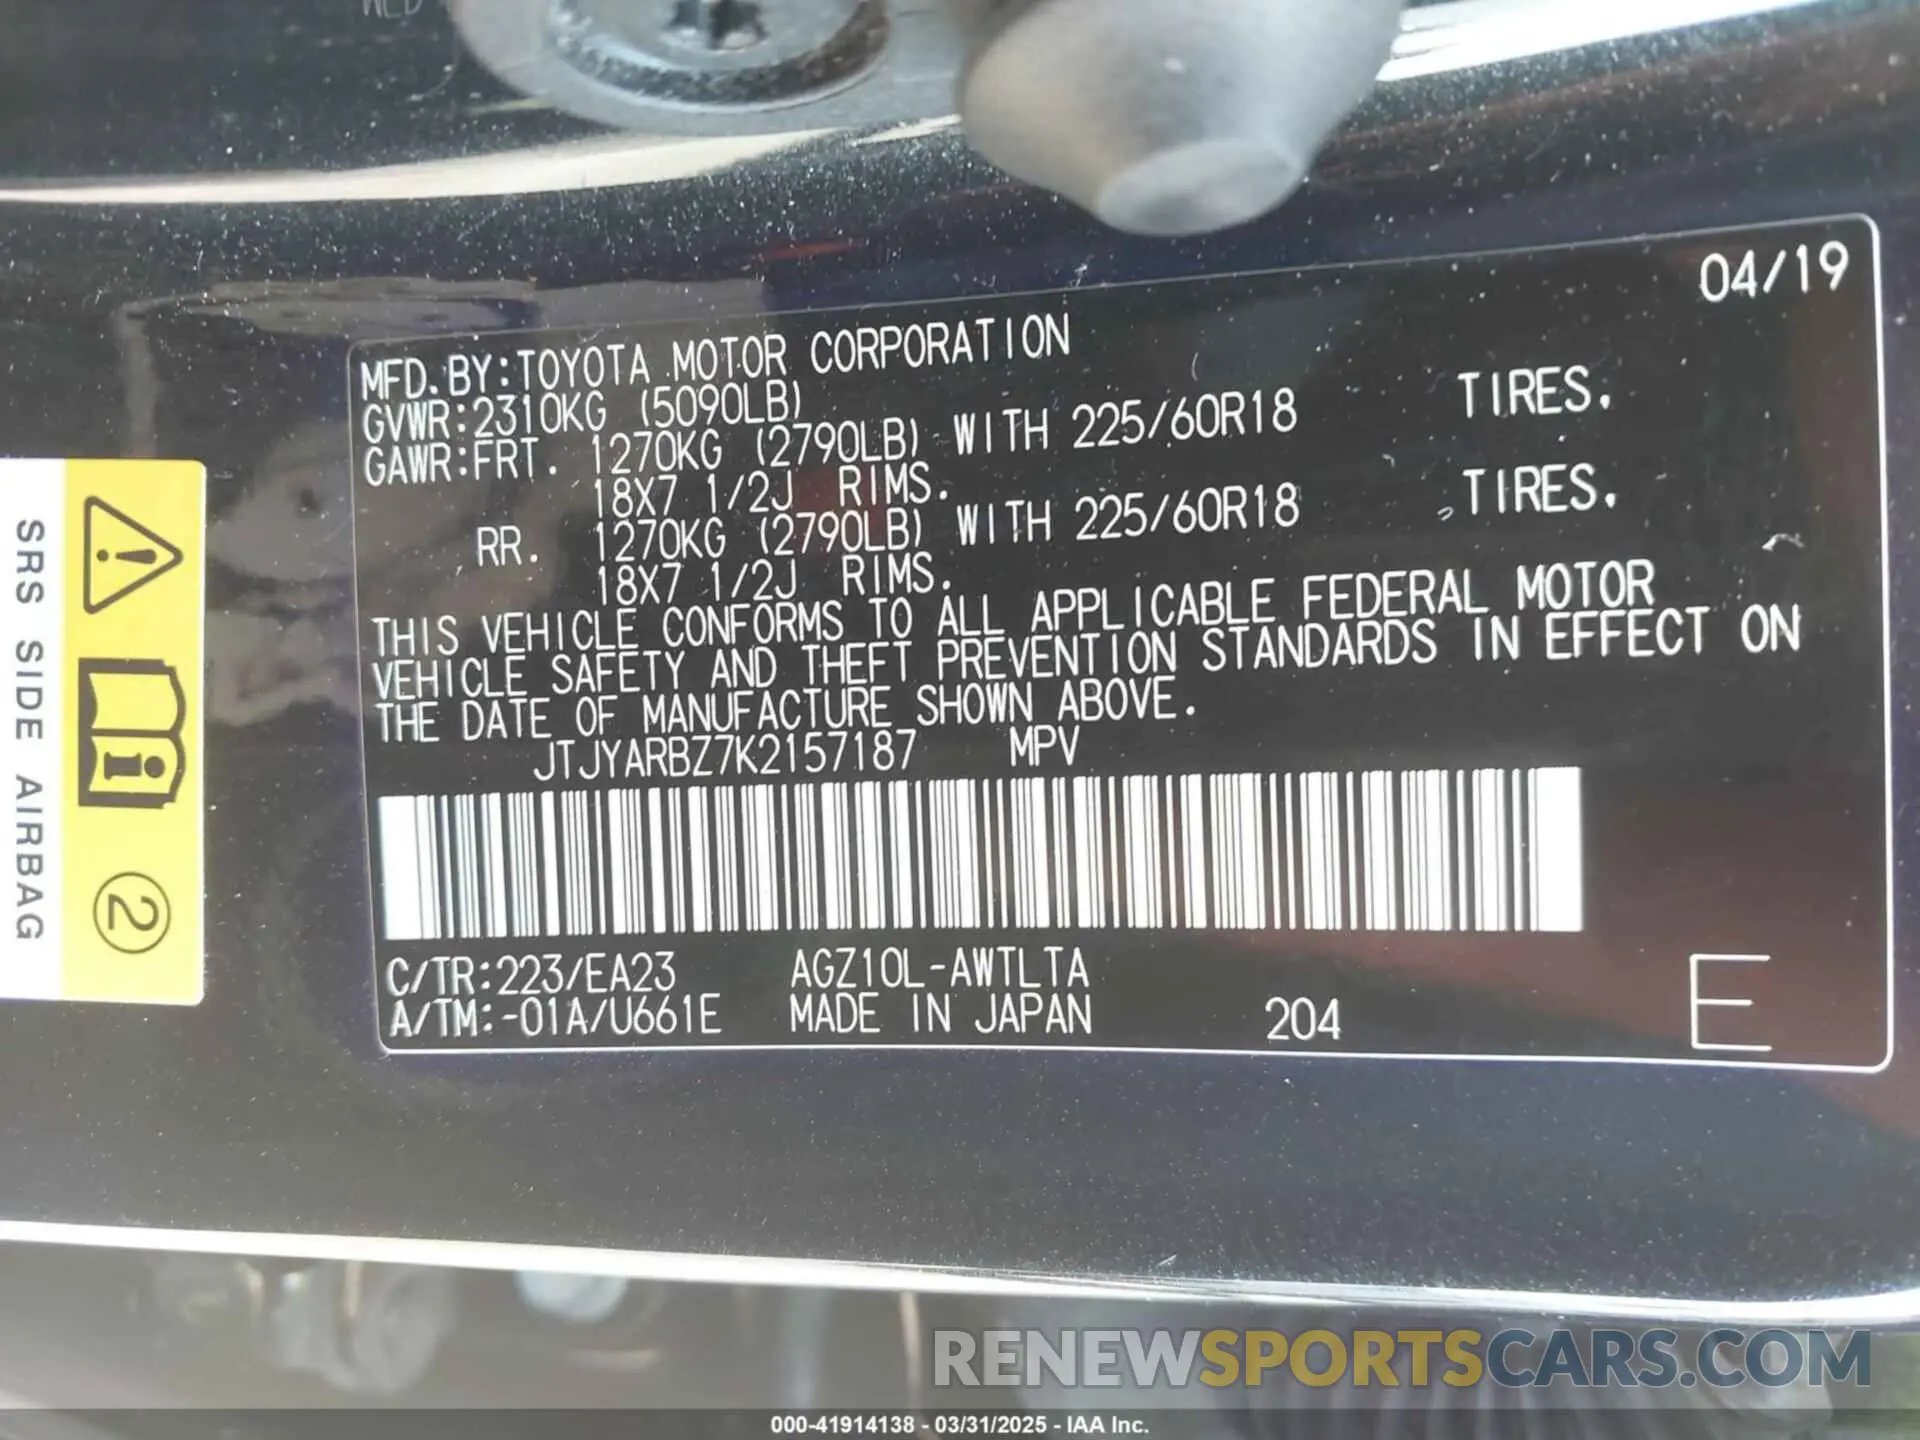 04/19
MFD.BY:TOYOTA MOTOR CORPORATION
GVWR:2310KG (5090LB)
GAWR:FRT. 1270KG (2790LB) WITH 225/60R18 TIRES.
18X7 1/2J RIMS.
RR. 1270KG (2790LB) WITH 225/60R18 TIRES.
18X7 1/2J RIMS.
THIS VEHICLE CONFORMS TO ALL APPLICABLE FEDERAL MOTOR
VEHICLE SAFETY AND THEFT PREVENTION STANDARDS IN EFFECT ON
THE DATE OF MANUFACTURE SHOWN ABOVE.
JTJYARBZ7K2157187 MPV
C/TR:223/EA23 AGZ10L-AWTLTA
A/TM:-01A/U661E MADE IN JAPAN 204 E
SRS SIDE AIRBAG
2
RENEWSPORTSCARS.COM
000-41914138 - 03/31/2025 - IAA Inc.